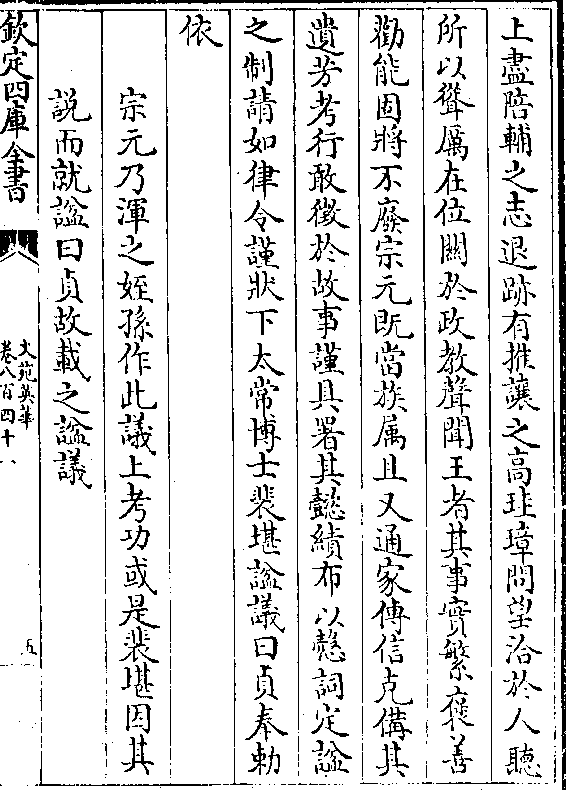 上盡陪輔之志退跡有推讓之高珪璋問望洽於人聽
所以聳厲在位關於政教聲聞王者其事實繁褒善
勸能固將不廢宗元既當族属且又通家傳信克備其
遺芳考行敢徵於故事謹具署其懿績布以愨詞定諡
之制請如律令謹狀下太常博士裴堪諡議曰貞奉勅
依
宗元乃渾之姪孫作此議上考功或是裴堪因其
説而就諡曰貞故載之諡議
欽定四庫全書
文苑英華
卷八百四十一
五